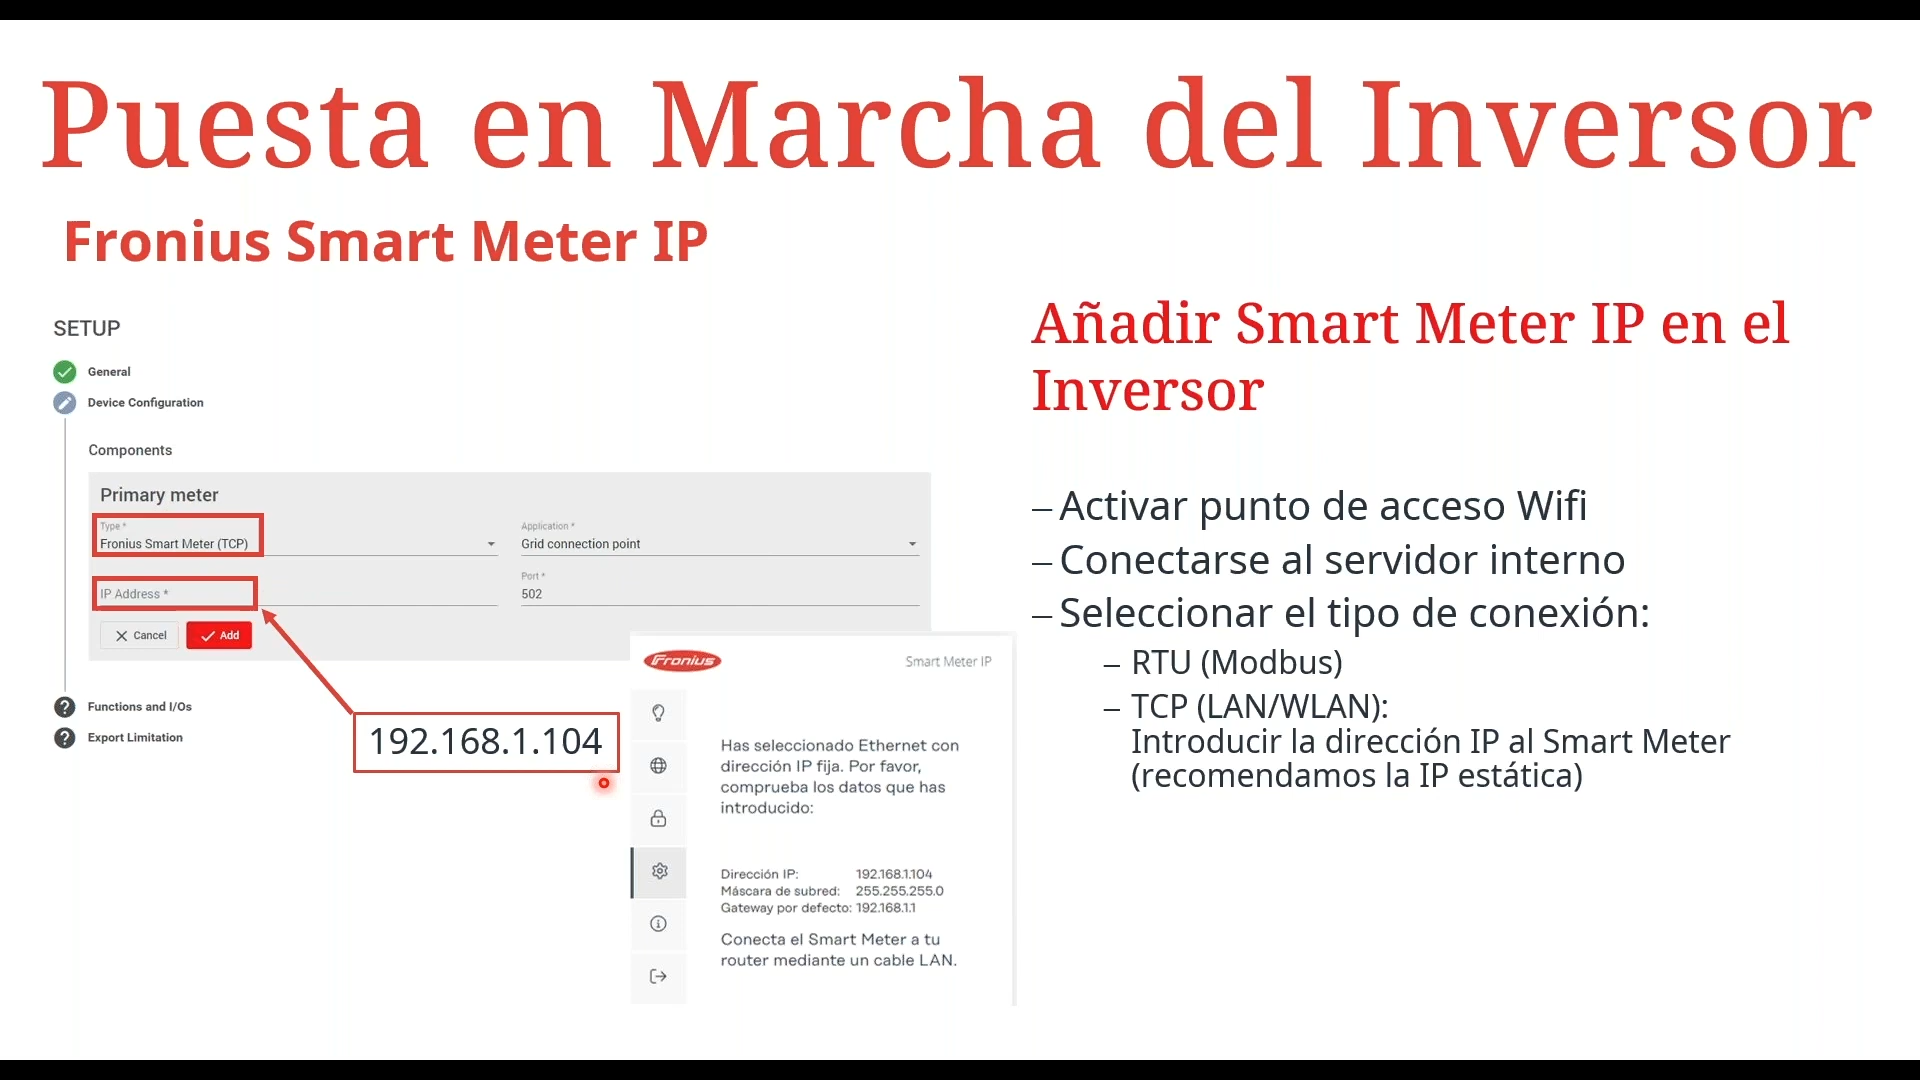 Puesta en Marcha del Inversor
Fronius Smart Meter IP
SETUP
General
Device Configuration
Components
Primary meter
Type *
Fronius Smart Meter (TCP)
Application *
Grid connection point
IP Address *
Port *
502
Cancel
Add
Functions and I/Os
Export Limitation
192.168.1.104
Fronius
Smart Meter IP
Has seleccionado Ethernet con
dirección IP fija. Por favor,
comprueba los datos que has
introducido:
Dirección IP: 192.168.1.104
Máscara de subred: 255.255.255.0
Gateway por defecto: 192.168.1.1
Conecta el Smart Meter a tu
router mediante un cable LAN.
Añadir Smart Meter IP en el
Inversor
– Activar punto de acceso Wifi
– Conectarse al servidor interno
– Seleccionar el tipo de conexión:
– RTU (Modbus)
– TCP (LAN/WLAN):
Introducir la dirección IP al Smart Meter
(recomendamos la IP estática)